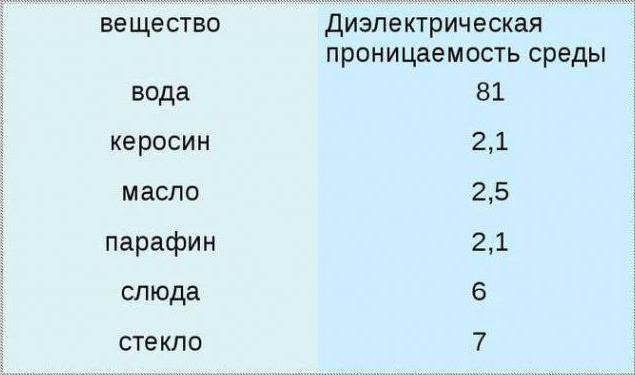 вещество
Диэлектрическая
проницаемость среды
вода 81
керосин 2,1
масло 2,5
парафин 2,1
слюда 6
стекло 7